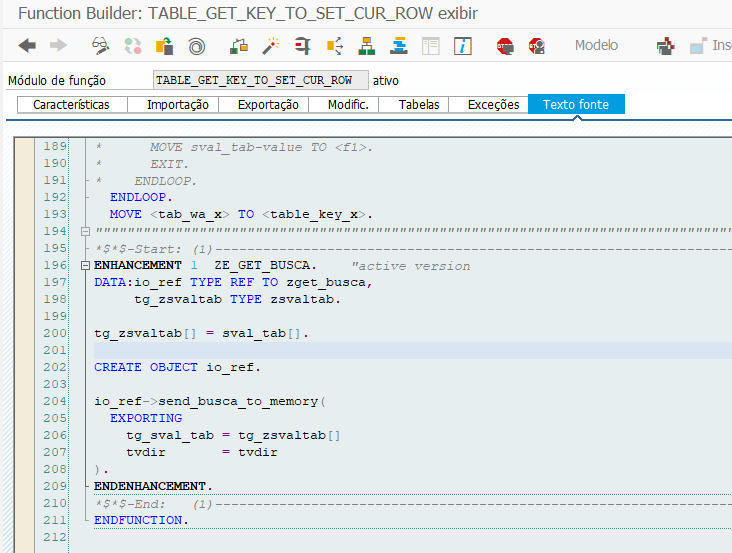 Function Builder: TABLE_GET_KEY_TO_SET_CUR_ROW exibir
Modelo Inse
Módulo de função TABLE_GET_KEY_TO_SET_CUR_ROW ativo
Características Importação Exportação Modific. Tabelas Exceções Texto fonte
189 * MOVE sval_tab-value TO <f1>.
190 * EXIT.
191 * ENDLOOP.
192 ENDLOOP.
193 MOVE <tab_wa_x> TO <table_key_x>.
194 """"""""""""""""""""""""""""""""""""""""""""""""""""""""""""""""""""""""""""""""
195 *$*$-Start: (1)--------------------------------------------------------------
196 ENHANCEMENT 1 ZE_GET_BUSCA. "active version
197 DATA:io_ref TYPE REF TO zget_busca,
198 tg_zsvaltab TYPE zsvaltab.
199
200 tg_zsvaltab[] = sval_tab[].
201
202 CREATE OBJECT io_ref.
203
204 io_ref->send_busca_to_memory(
205 EXPORTING
206 tg_sval_tab = tg_zsvaltab[]
207 tvdir = tvdir
208 ).
209 ENDENHANCEMENT.
210 *$*$-End: (1)--------------------------------------------------------------
211 ENDFUNCTION.
212